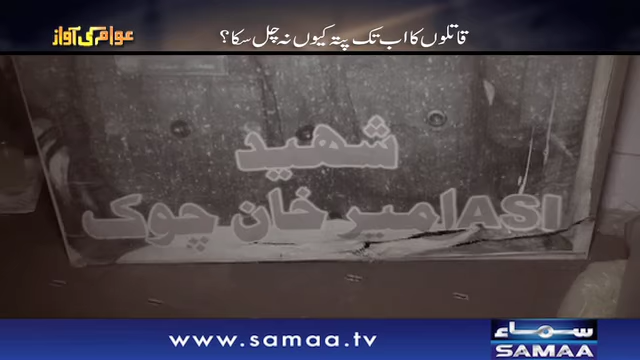 عوام کی آواز
قاتلوں کا اب تک پتہ کیوں نہ چل سکا؟
شہید
ASI امیر خان چوک
www.samaa.tv
سماء
SAMAA